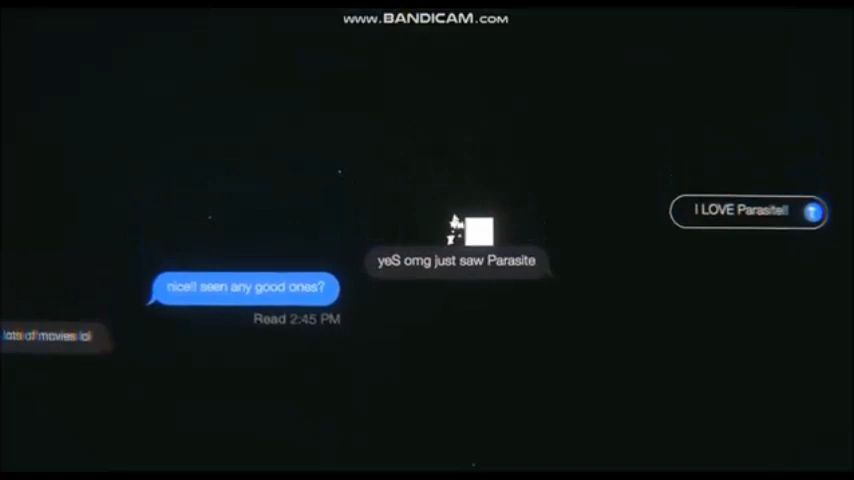 www.BANDICAM.com
I LOVE Parasite!!
yeS omg just saw Parasite
nice!! seen any good ones?
Read 2:45 PM
lots of movies lol